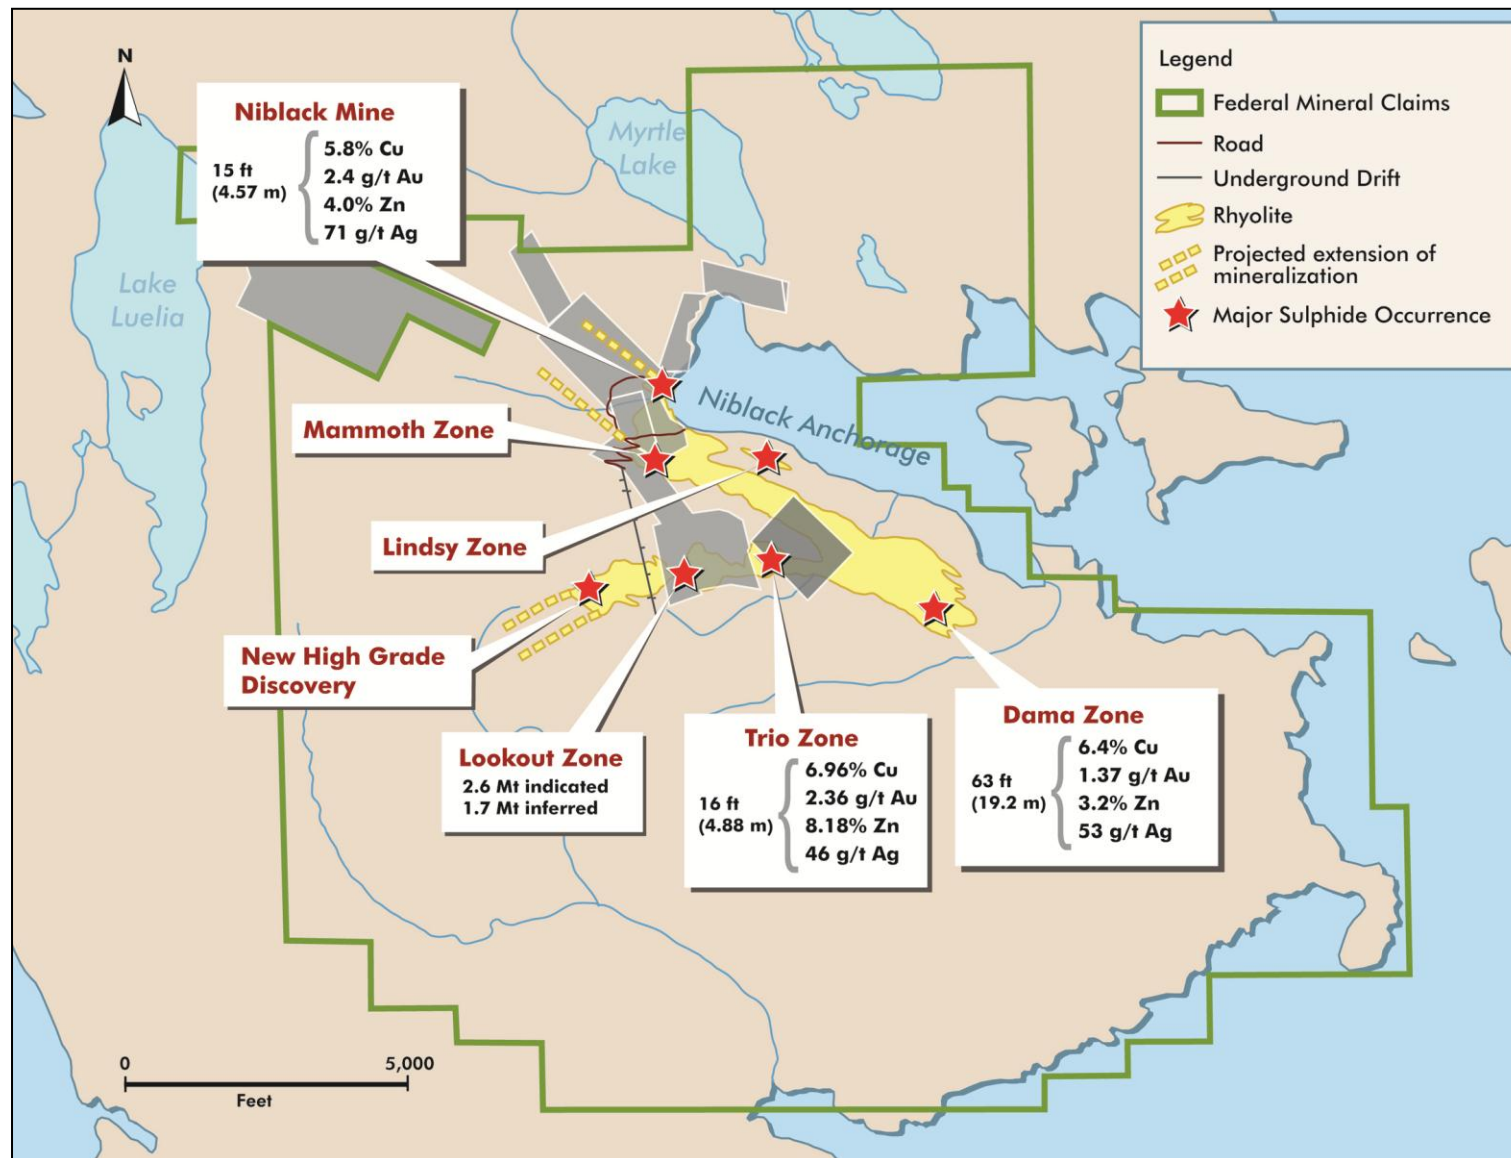 N
Niblack Mine
15 ft
(4.57 m)
5.8% Cu
2.4 g/t Au
4.0% Zn
71 g/t Ag
Myrtle
Lake
Lake
Luelia
Legend
Federal Mineral Claims
Road
Underground Drift
Rhyolite
Projected extension of
mineralization
Major Sulphide Occurrence
Niblack Anchorage
Mammoth Zone
Lindsy Zone
New High Grade
Discovery
Lookout Zone
2.6 Mt indicated
1.7 Mt inferred
Trio Zone
16 ft
(4.88 m)
6.96% Cu
2.36 g/t Au
8.18% Zn
46 g/t Ag
Dama Zone
63 ft
(19.2 m)
6.4% Cu
1.37 g/t Au
3.2% Zn
53 g/t Ag
0 5,000
Feet